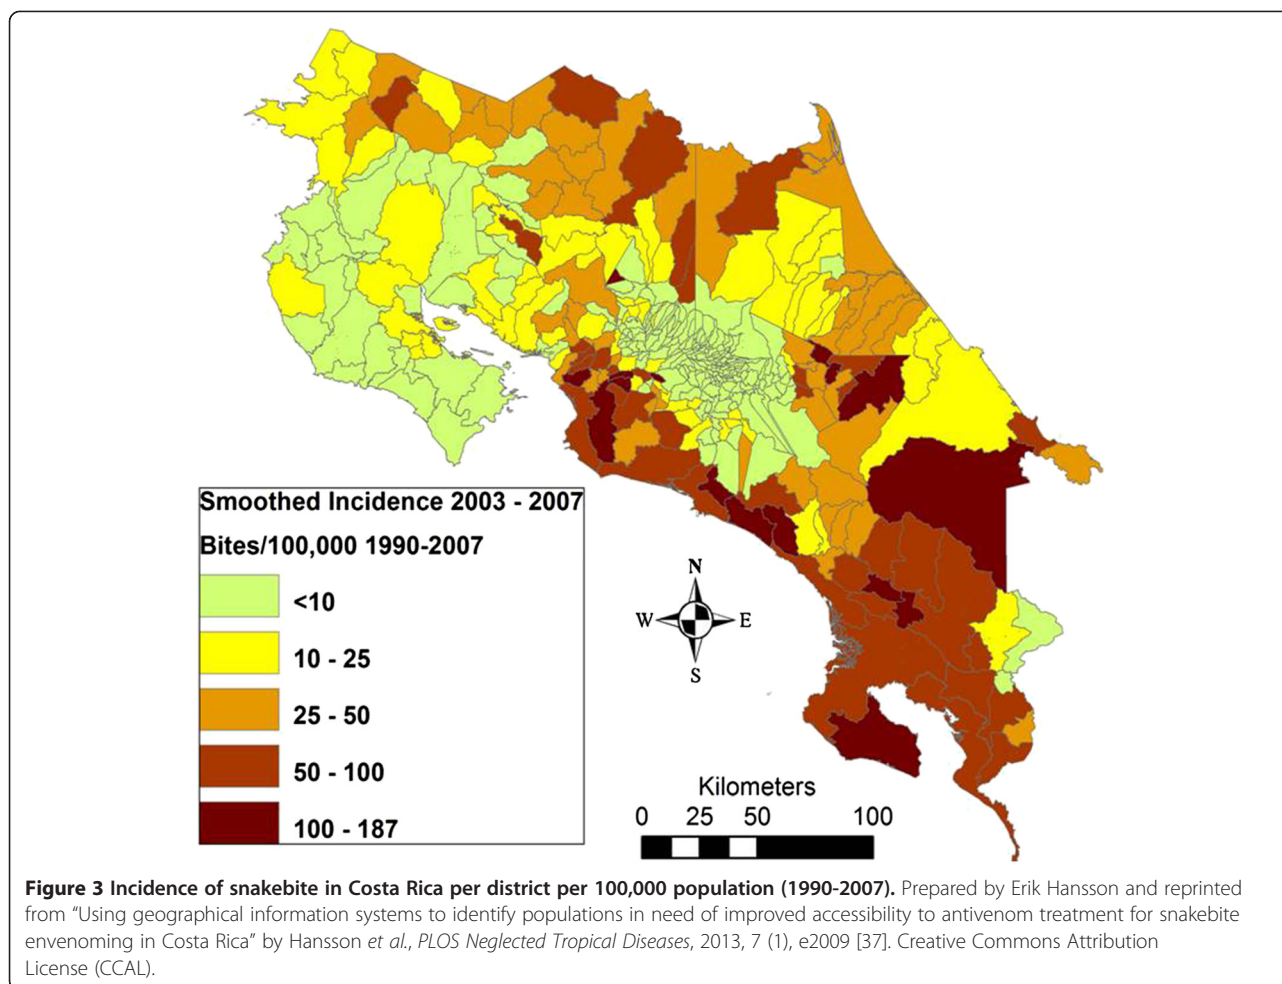 Smoothed Incidence 2003 - 2007
Bites/100,000 1990-2007
<10
10 - 25
25 - 50
50 - 100
100 - 187
N
W E
S
Kilometers
0 25 50 100
Figure 3 Incidence of snakebite in Costa Rica per district per 100,000 population (1990-2007). Prepared by Erik Hansson and reprinted
from “Using geographical information systems to identify populations in need of improved accessibility to antivenom treatment for snakebite
envenoming in Costa Rica” by Hansson et al., PLOS Neglected Tropical Diseases, 2013, 7 (1), e2009 [37]. Creative Commons Attribution
License (CCAL).